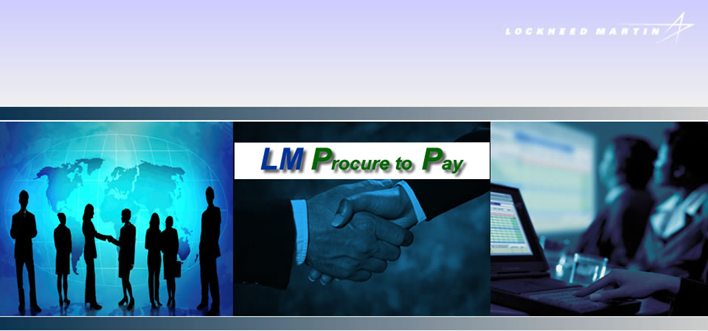 LOCKHEED MARTIN
LM Procure to Pay